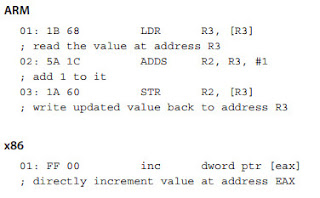 ARM
01: 1B 68 LDR R3, [R3]
; read the value at address R3
02: 5A 1C ADDS R2, R3, #1
; add 1 to it
03: 1A 60 STR R2, [R3]
; write updated value back to address R3
x86
01: FF 00 inc dword ptr [eax]
; directly increment value at address EAX